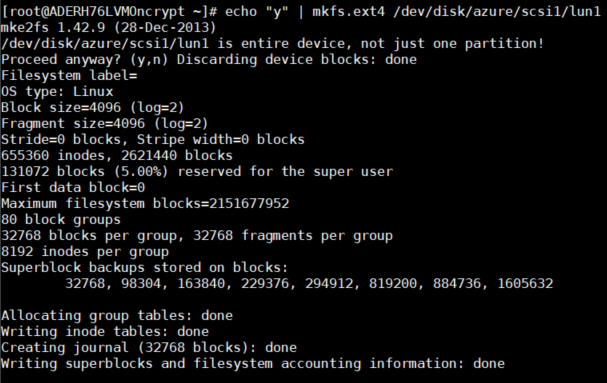 [root@ADERH76LVMOncrypt ~]# echo "y" | mkfs.ext4 /dev/disk/azure/scsi1/lun1
mke2fs 1.42.9 (28-Dec-2013)
/dev/disk/azure/scsi1/lun1 is entire device, not just one partition!
Proceed anyway? (y,n) Discarding device blocks: done
Filesystem label=
OS type: Linux
Block size=4096 (log=2)
Fragment size=4096 (log=2)
Stride=0 blocks, Stripe width=0 blocks
655360 inodes, 2621440 blocks
131072 blocks (5.00%) reserved for the super user
First data block=0
Maximum filesystem blocks=2151677952
80 block groups
32768 blocks per group, 32768 fragments per group
8192 inodes per group
Superblock backups stored on blocks:
        32768, 98304, 163840, 229376, 294912, 819200, 884736, 1605632

Allocating group tables: done
Writing inode tables: done
Creating journal (32768 blocks): done
Writing superblocks and filesystem accounting information: done